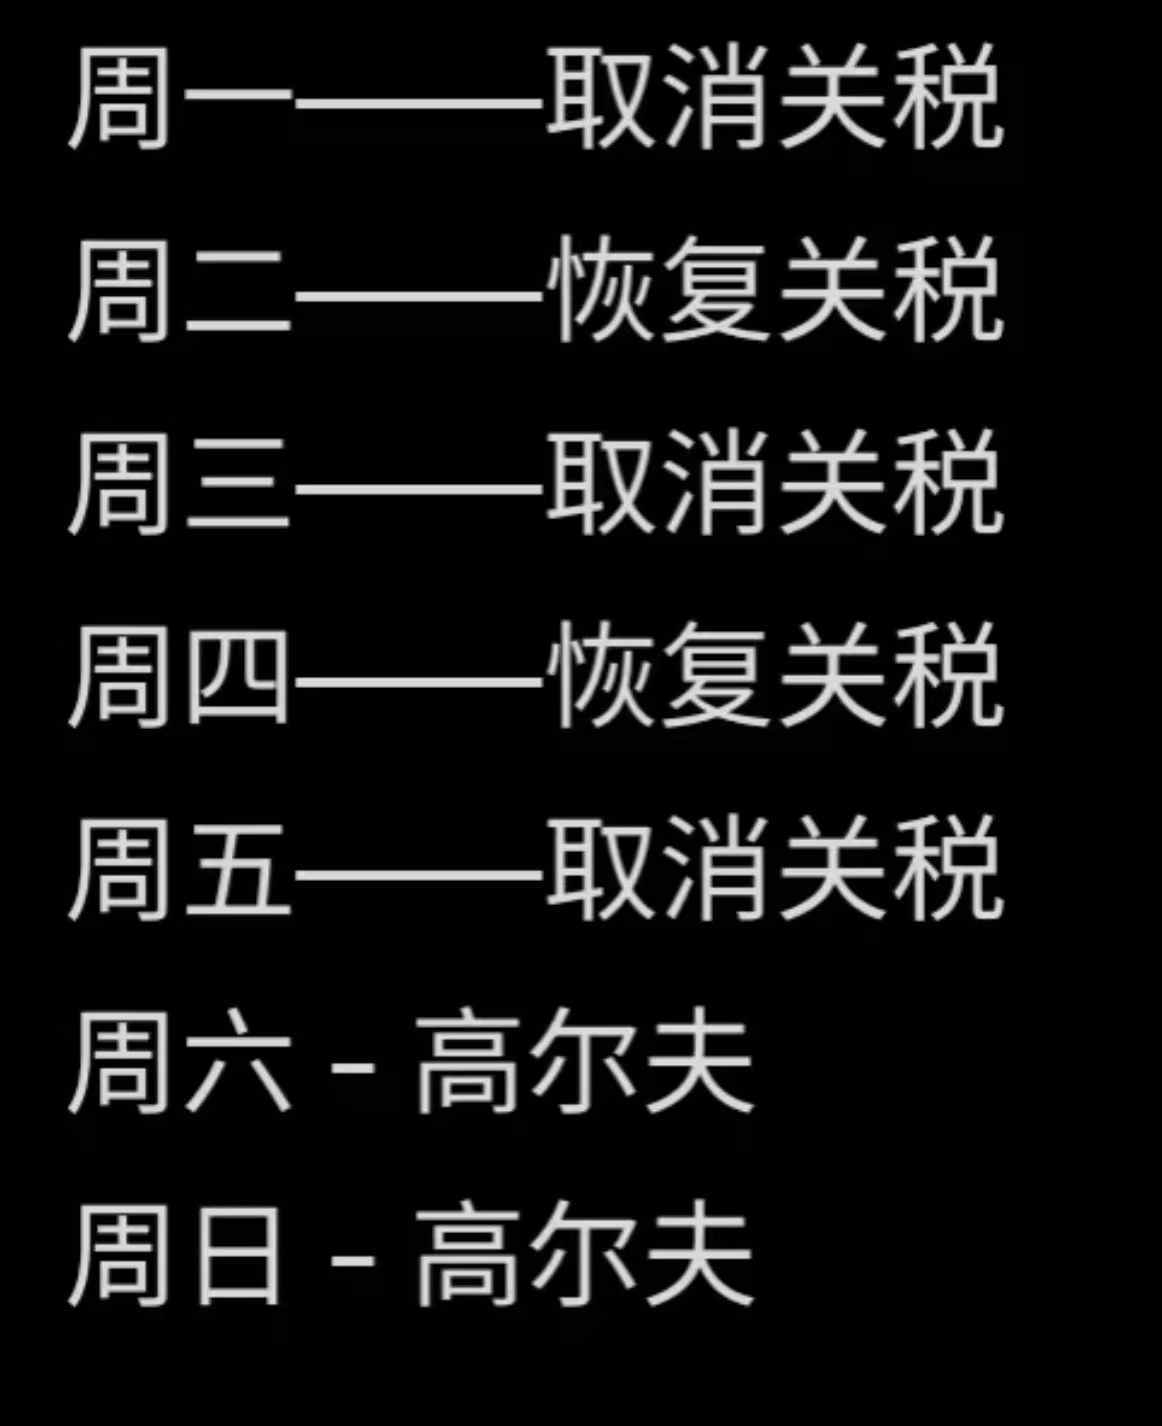 周一——取消关税
周二——恢复关税
周三——取消关税
周四——恢复关税
周五——取消关税
周六 - 高尔夫
周日 - 高尔夫